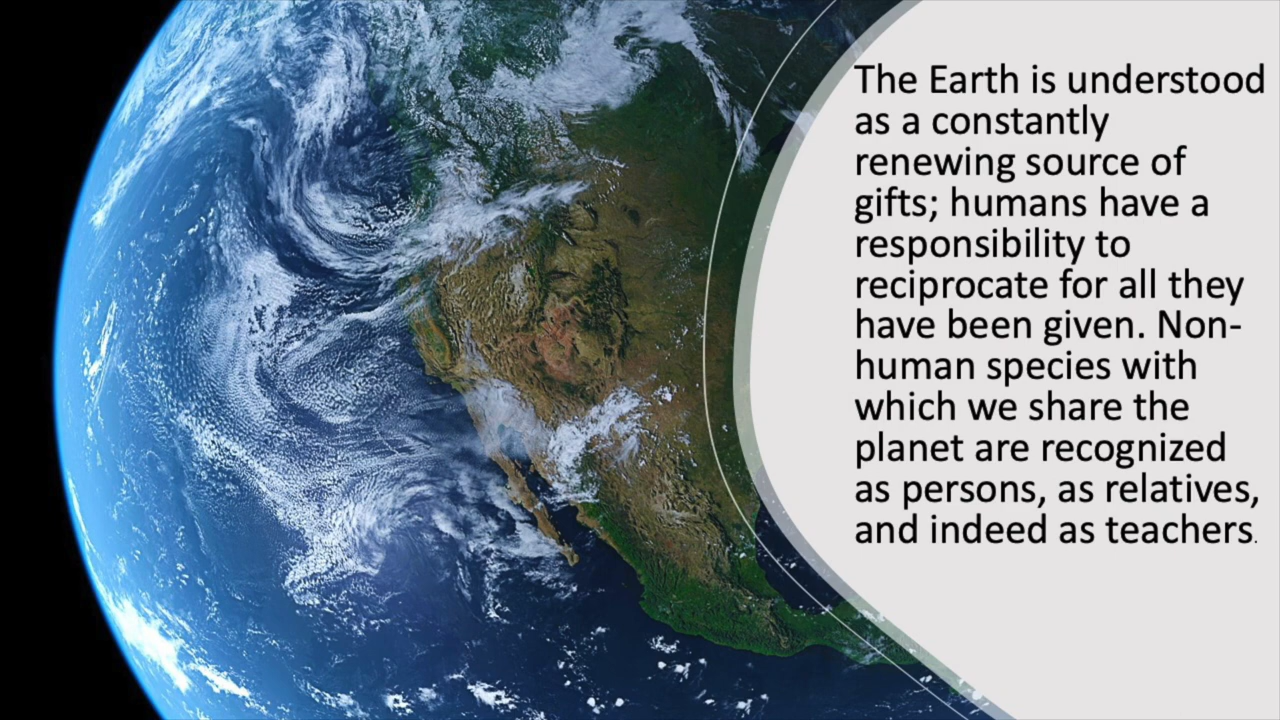 The Earth is understood
as a constantly
renewing source of
gifts; humans have a
responsibility to
reciprocate for all they
have been given. Non-
human species with
which we share the
planet are recognized
as persons, as relatives,
and indeed as teachers.